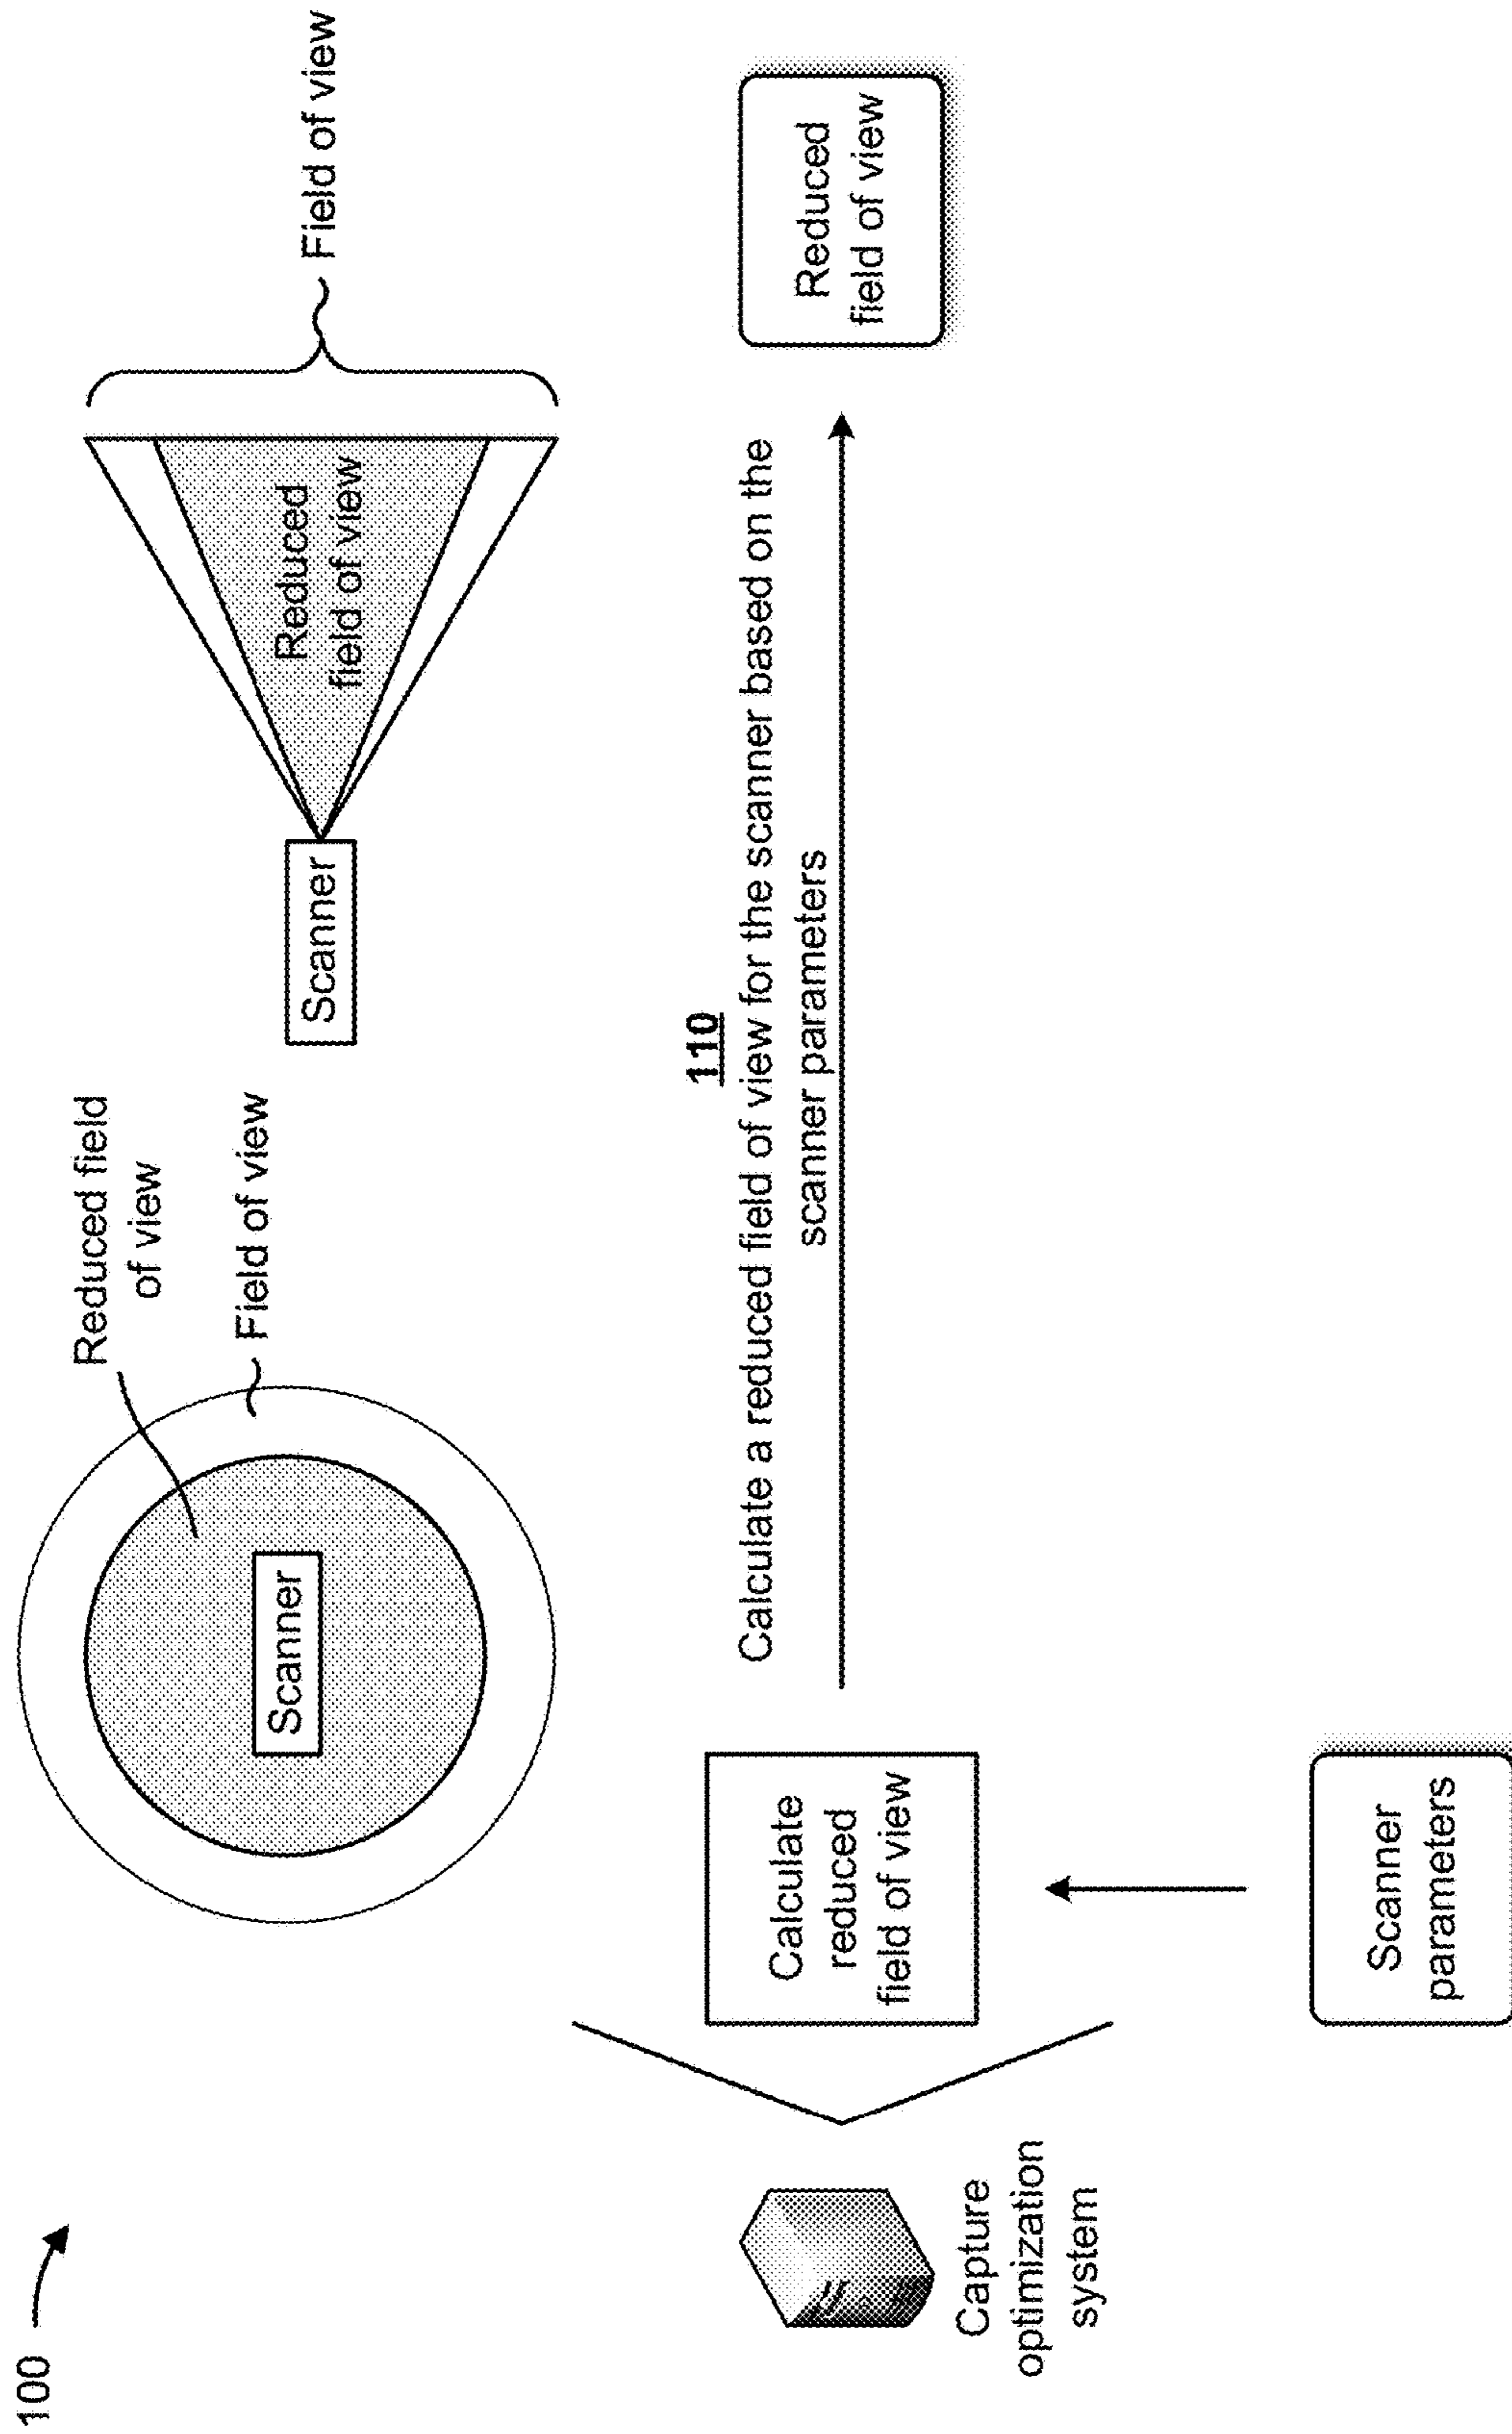 100
Reduced field
of view
Field of view
Scanner
Scanner
Reduced
field of view
Field of view
110
Calculate a reduced field of view for the scanner based on the
scanner parameters
Capture
optimization
system
Calculate
reduced
field of view
Reduced
field of view
Scanner
parameters